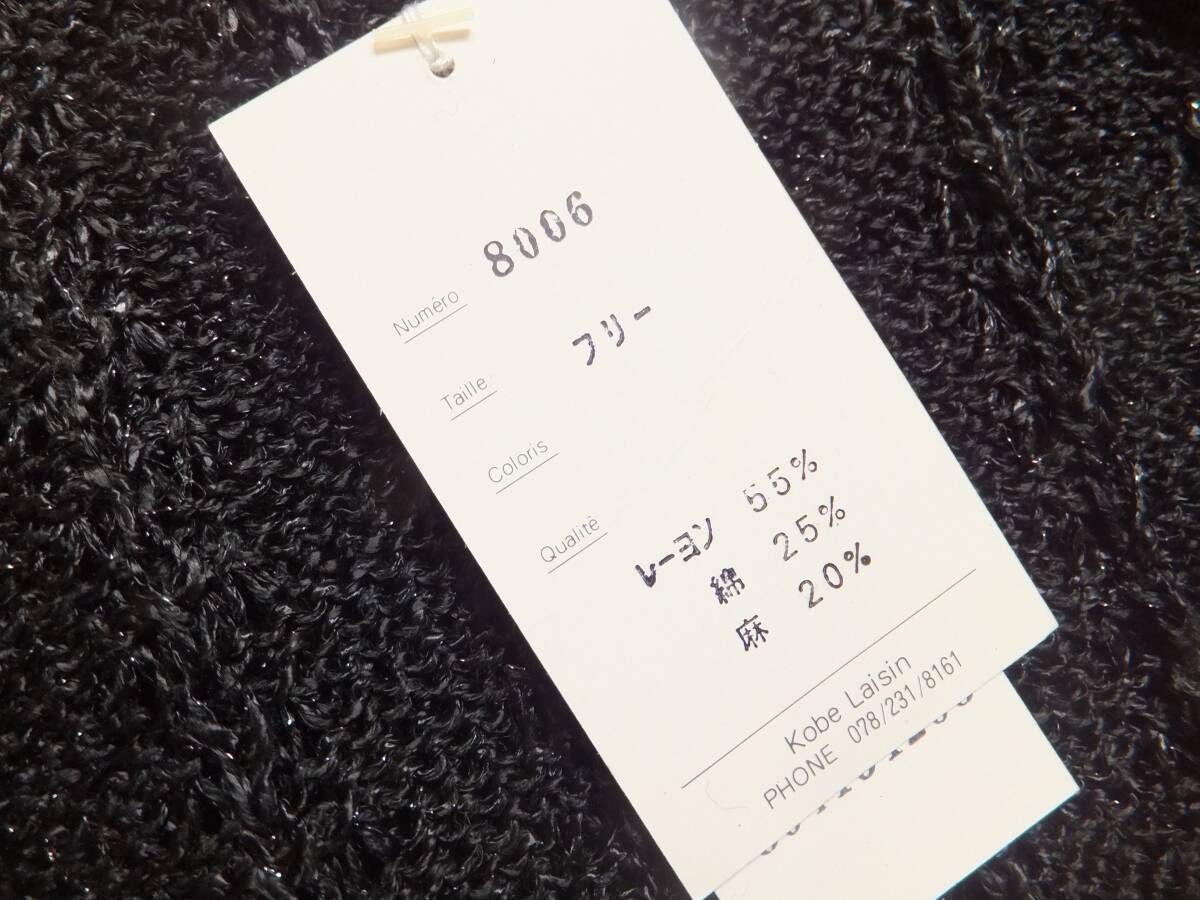 Numéro 8006
Taille フリー
Coloris
Qualité レーヨン 55%
綿 25%
麻 20%
Kobe Laisin
PHONE 078/231/8161